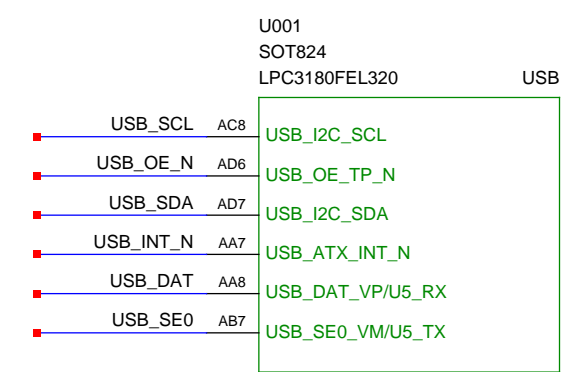 U001
SOT824
LPC3180FEL320 USB
USB_SCL AC8 USB_I2C_SCL
USB_OE_N AD6 USB_OE_TP_N
USB_SDA AD7 USB_I2C_SDA
USB_INT_N AA7 USB_ATX_INT_N
USB_DAT AA8 USB_DAT_VP/U5_RX
USB_SE0 AB7 USB_SE0_VM/U5_TX